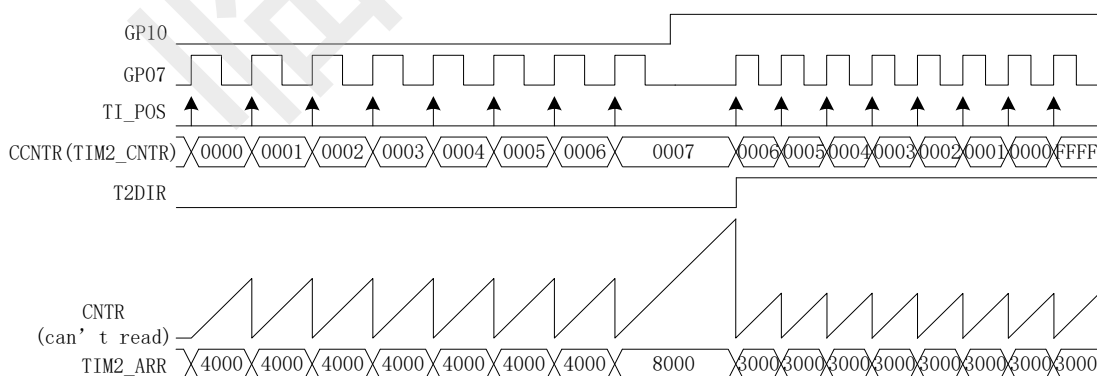 GP10
GP07
TI_POS
CCNTR(TIM2_CNTR) 0000 0001 0002 0003 0004 0005 0006 0007 0006 0005 0004 0003 0002 0001 0000 FFFF
T2DIR
CNTR
(can't read)
TIM2_ARR 4000 4000 4000 4000 4000 4000 4000 8000 3000 3000 3000 3000 3000 3000 3000 3000